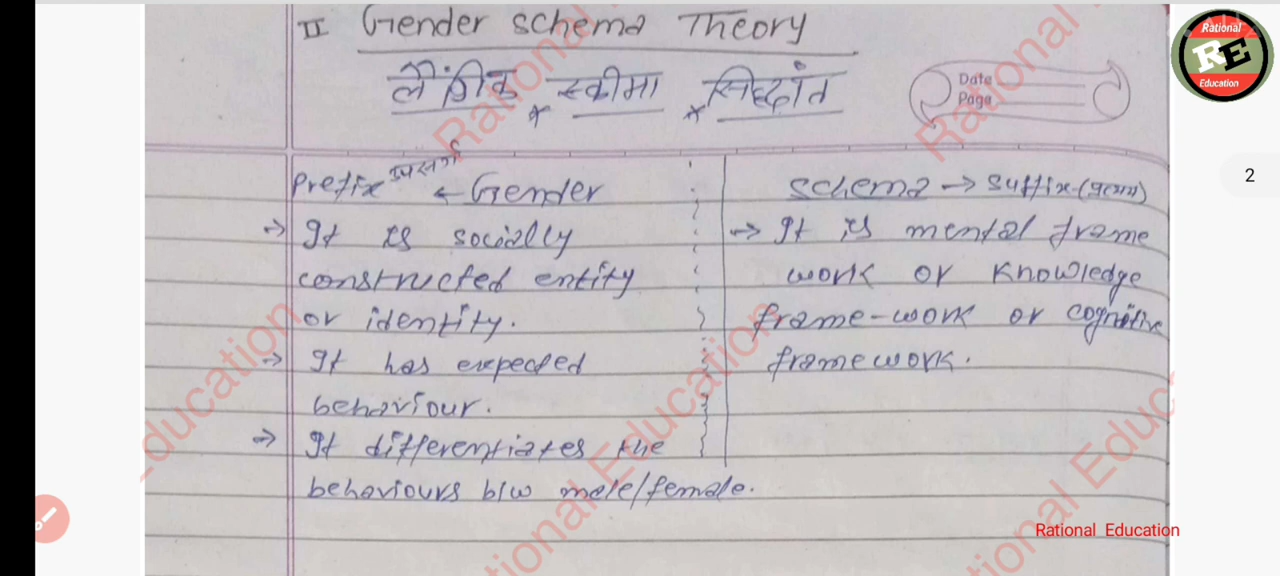 II Gender schema Theory
लैंगिक स्कीमा सिद्धांत
Date
Page
Rational
RE
Education
2
Prefix उपसर्ग ← Gender
⇒ It is socially
constructed entity
or identity.
⇒ It has expected
behaviour.
⇒ It differentiates the
behaviours b/w male/female.
schema → suffix-(प्रत्यय)
⇒ It is mental frame
work or knowledge
frame-work or cognitive
framework.
Rational Education